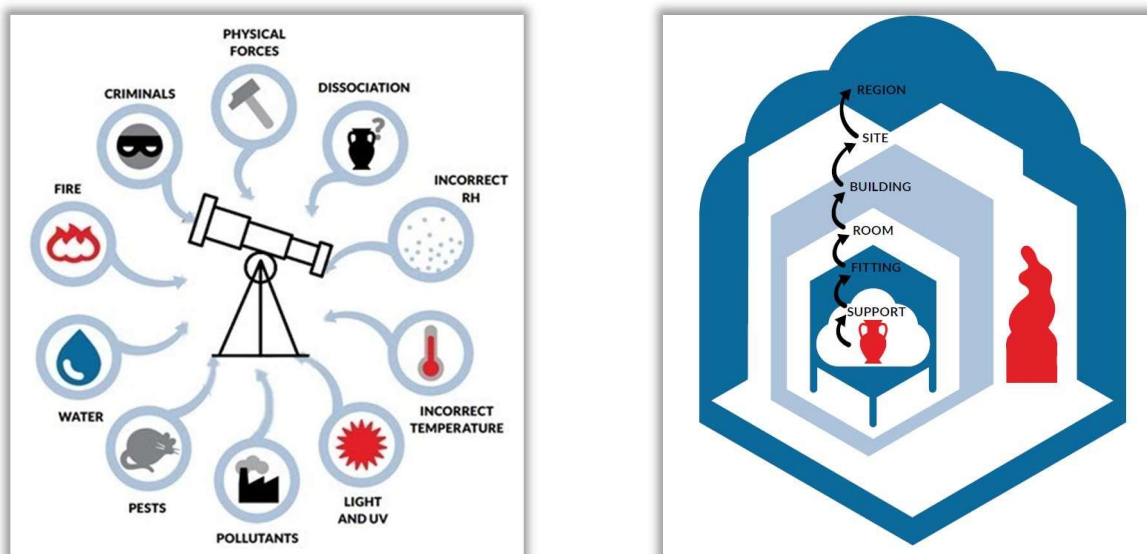 PHYSICAL
FORCES
CRIMINALS
DISSOCIATION
?
FIRE
INCORRECT
RH
WATER
INCORRECT
TEMPERATURE
PESTS
LIGHT
AND UV
POLLUTANTS
REGION
SITE
BUILDING
ROOM
FITTING
SUPPORT